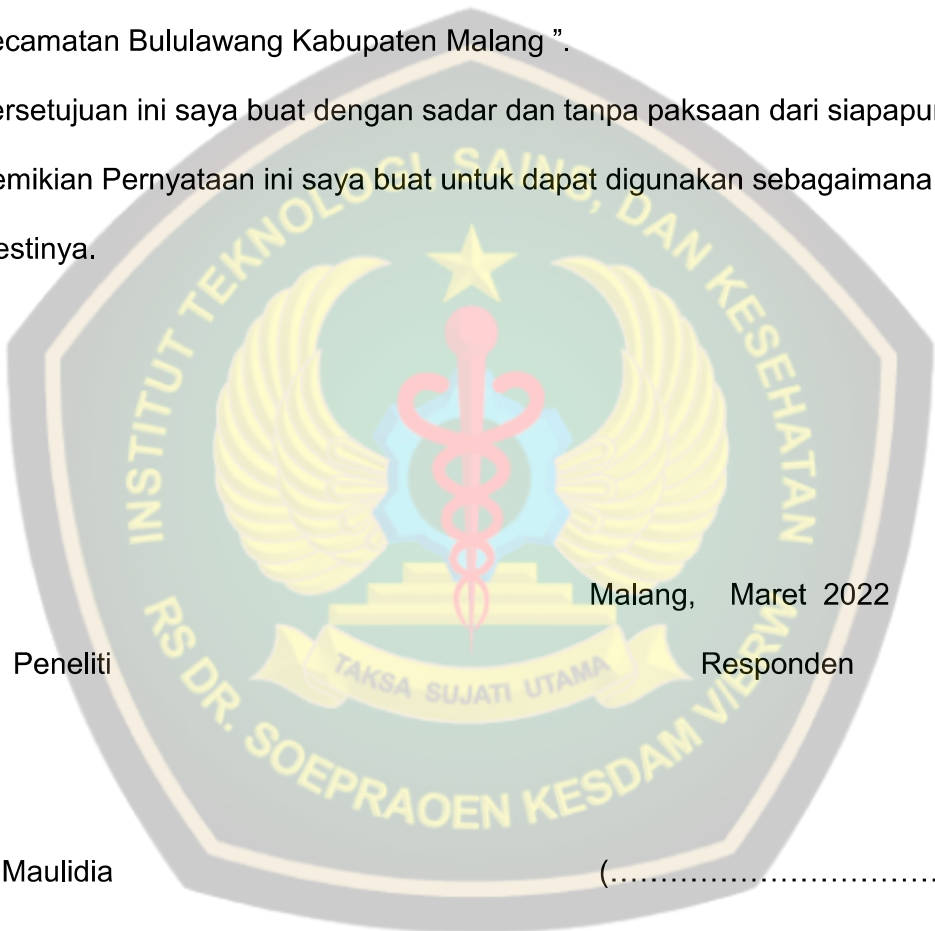 ecamatan Bululawang Kabupaten Malang ”.
ersetujuan ini saya buat dengan sadar dan tanpa paksaan dari siapapun
emikian Pernyataan ini saya buat untuk dapat digunakan sebagaimana
estinya.
INSTITUT TEKNOLOGI, SAINS, DAN KESEHATAN
Malang, Maret 2022
Peneliti Responden
TAKSA SUJATI UTAMA
RS DR. SOEPRAOEN KESDAM V/BRW
Maulidia (……………………………